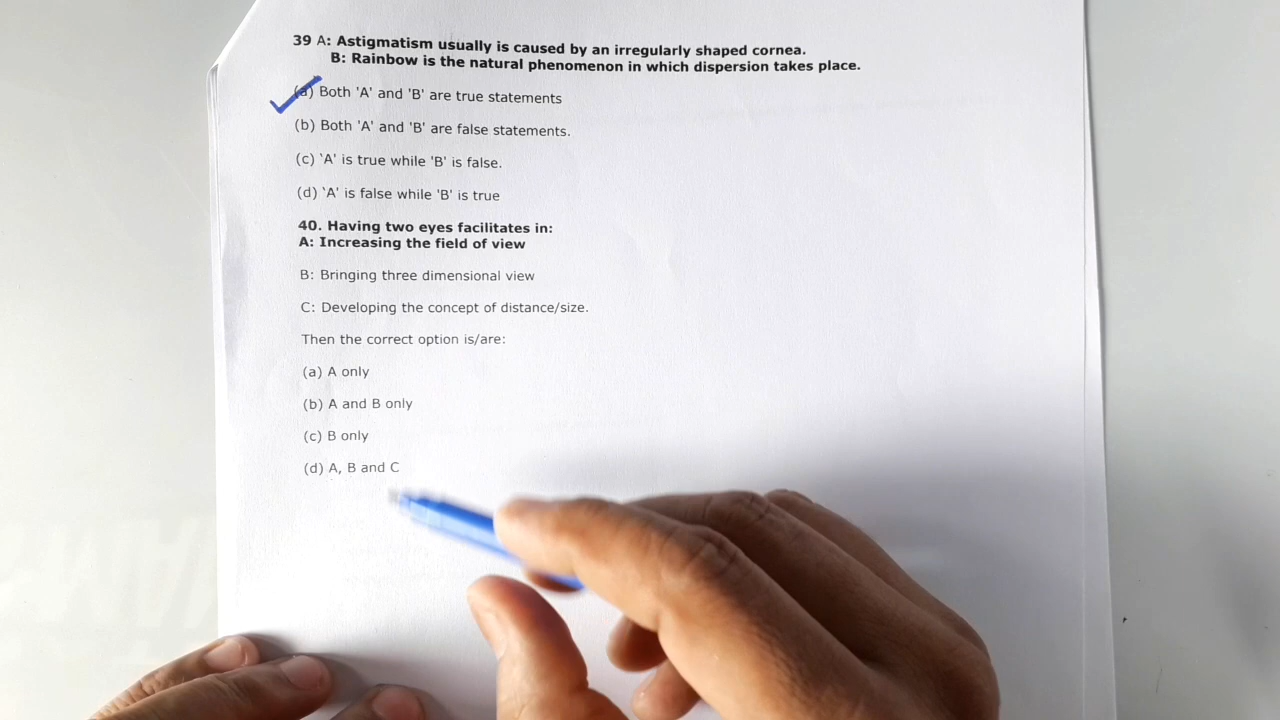 39 A: Astigmatism usually is caused by an irregularly shaped cornea.
B: Rainbow is the natural phenomenon in which dispersion takes place.
(a) Both 'A' and 'B' are true statements
(b) Both 'A' and 'B' are false statements.
(c) 'A' is true while 'B' is false.
(d) 'A' is false while 'B' is true
40. Having two eyes facilitates in:
A: Increasing the field of view
B: Bringing three dimensional view
C: Developing the concept of distance/size.
Then the correct option is/are:
(a) A only
(b) A and B only
(c) B only
(d) A, B and C